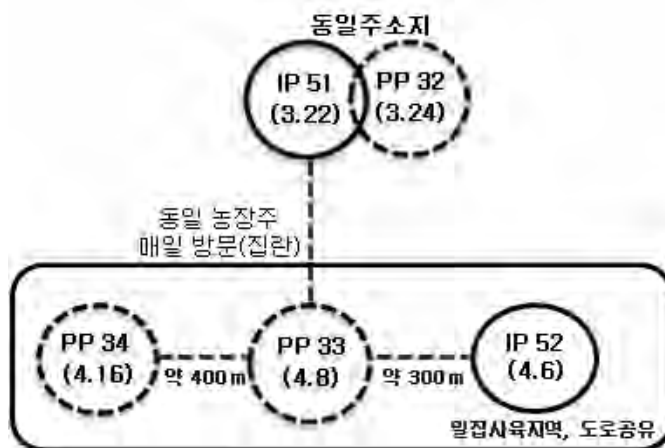 동일주소지
IP 51
(3.22)
PP 32
(3.24)
동일 농장주
매일 방문(집란)
PP 34
(4.16)
약 400m
PP 33
(4.8)
약 300m
IP 52
(4.6)
밀집사육지역, 도로공유